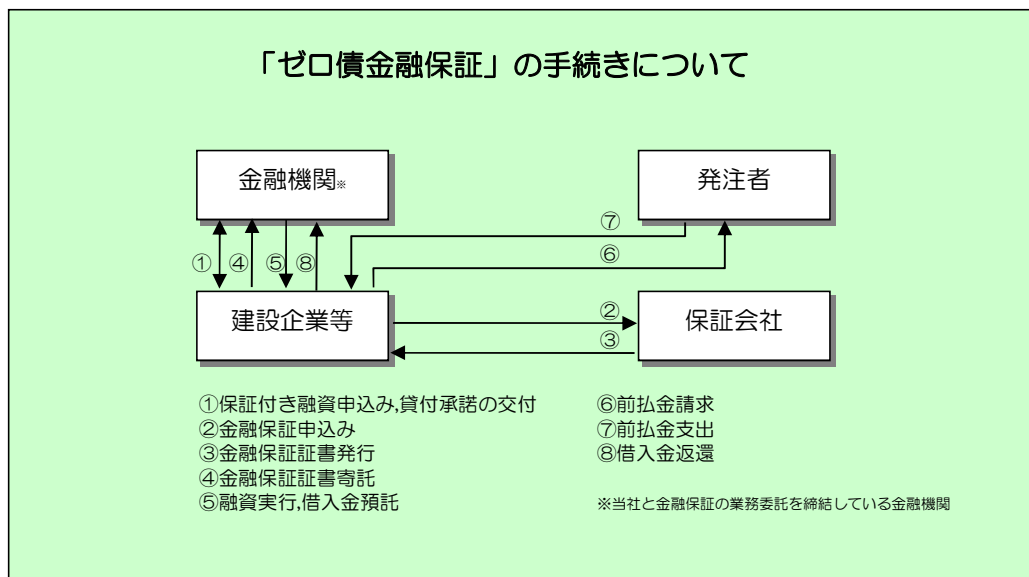 「ゼロ債金融保証」の手続きについて
金融機関※
発注者
⑦
⑥
①
④
⑤
⑧
建設企業等
保証会社
②
③
①保証付き融資申込み,貸付承諾の交付
②金融保証申込み
③金融保証証書発行
④金融保証証書寄託
⑤融資実行,借入金預託
⑥前払金請求
⑦前払金支出
⑧借入金返還
※当社と金融保証の業務委託を締結している金融機関